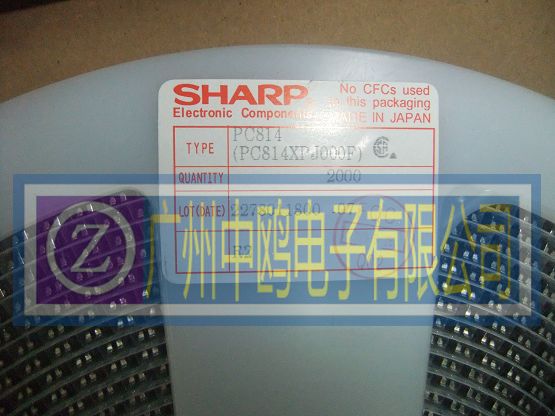 SHARP
Electronic Components
No CFCs used
in this packaging
MADE IN JAPAN
TYPE
PC814
(PC814XPJ000F)
QUANTITY
2000
LOT(DATE)
Z
广州中鸥电子有限公司